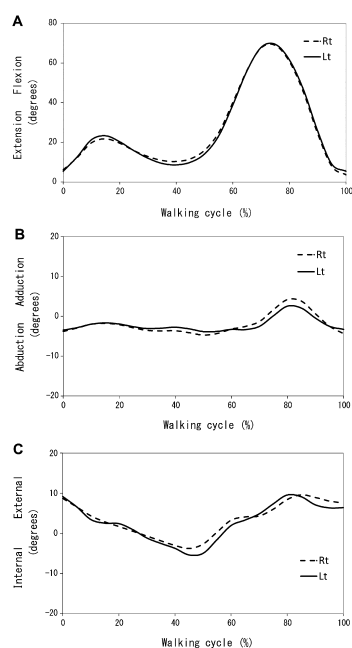 A
80
60
40
20
0
Extension Flexion
(degrees)
Rt
Lt
0 20 40 60 80 100
Walking cycle (%)
B
20
10
0
-10
-20
Abduction Adduction
(degrees)
Rt
Lt
0 20 40 60 80 100
Walking cycle (%)
C
20
10
0
-10
-20
Internal External
(degrees)
Rt
Lt
0 20 40 60 80 100
Walking cycle (%)